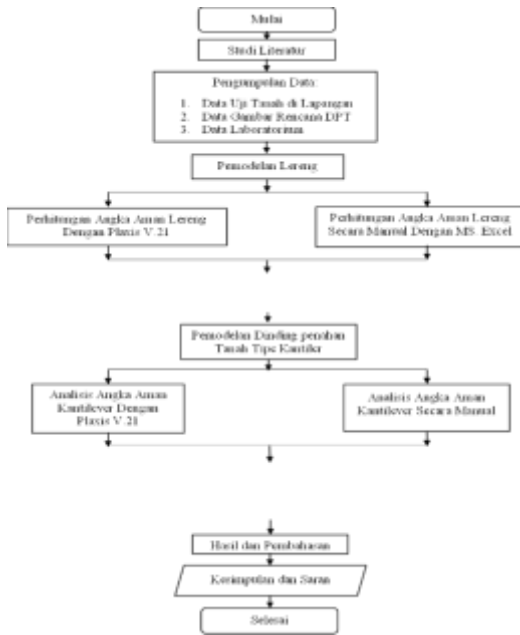 Mulai
Studi Literatur
Pengumpulan Data:
1. Data Uji Tanah di Lapangan
2. Data Gambar Rencana DPT
3. Data Laboratorium
Pemodelan Lereng
Perhitungan Angka Aman Lereng
Dengan Plaxis V.21
Perhitungan Angka Aman Lereng
Secara Manual Dengan MS. Excel
Pemodelan Dinding penahan
Tanah Tipe Kantiler
Analisis Angka Aman
Kantilever Dengan
Plaxis V.21
Analisis Angka Aman
Kantilever Secara Manual
Hasil dan Pembahasan
Kesimpulan dan Saran
Selesai